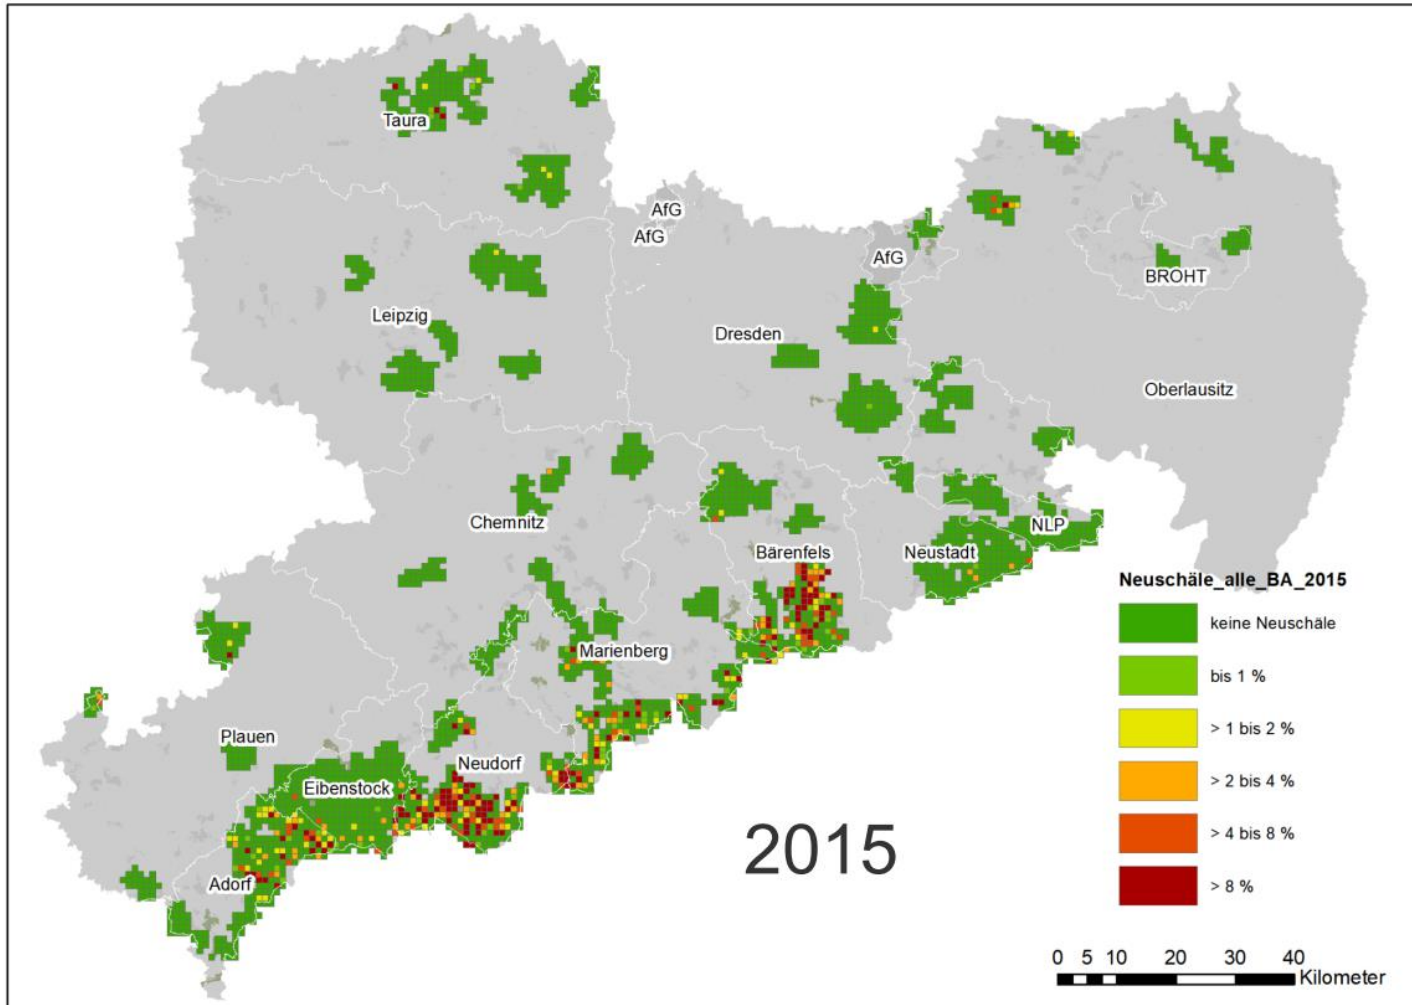 Taura
AfG
AfG
AfG
BROHT
Leipzig
Dresden
Oberlausitz
Chemnitz
NLP
Bärenfels
Neustadt
Marienberg
Plauen
Neudorf
Eibenstock
Adorf
2015
Neuschäle_alle_BA_2015
keine Neuschäle
bis 1 %
> 1 bis 2 %
> 2 bis 4 %
> 4 bis 8 %
> 8 %
0 5 10 20 30 40
Kilometer